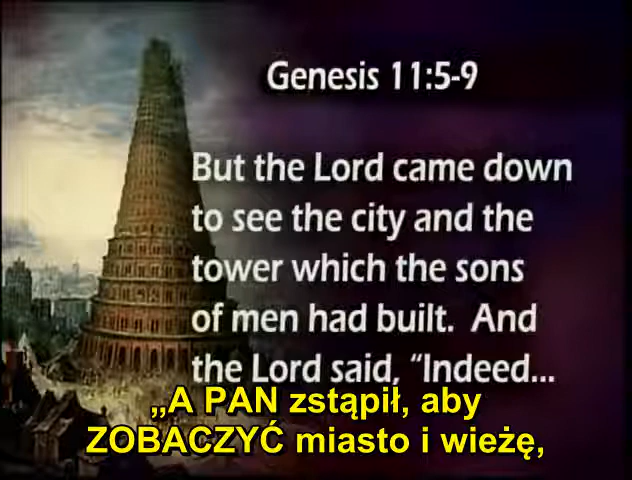 Genesis 11:5-9
But the Lord came down
to see the city and the
tower which the sons
of men had built.  And
the Lord said, “Indeed...
„A PAN zstąpił, aby
ZOBACZYĆ miasto i wieżę,